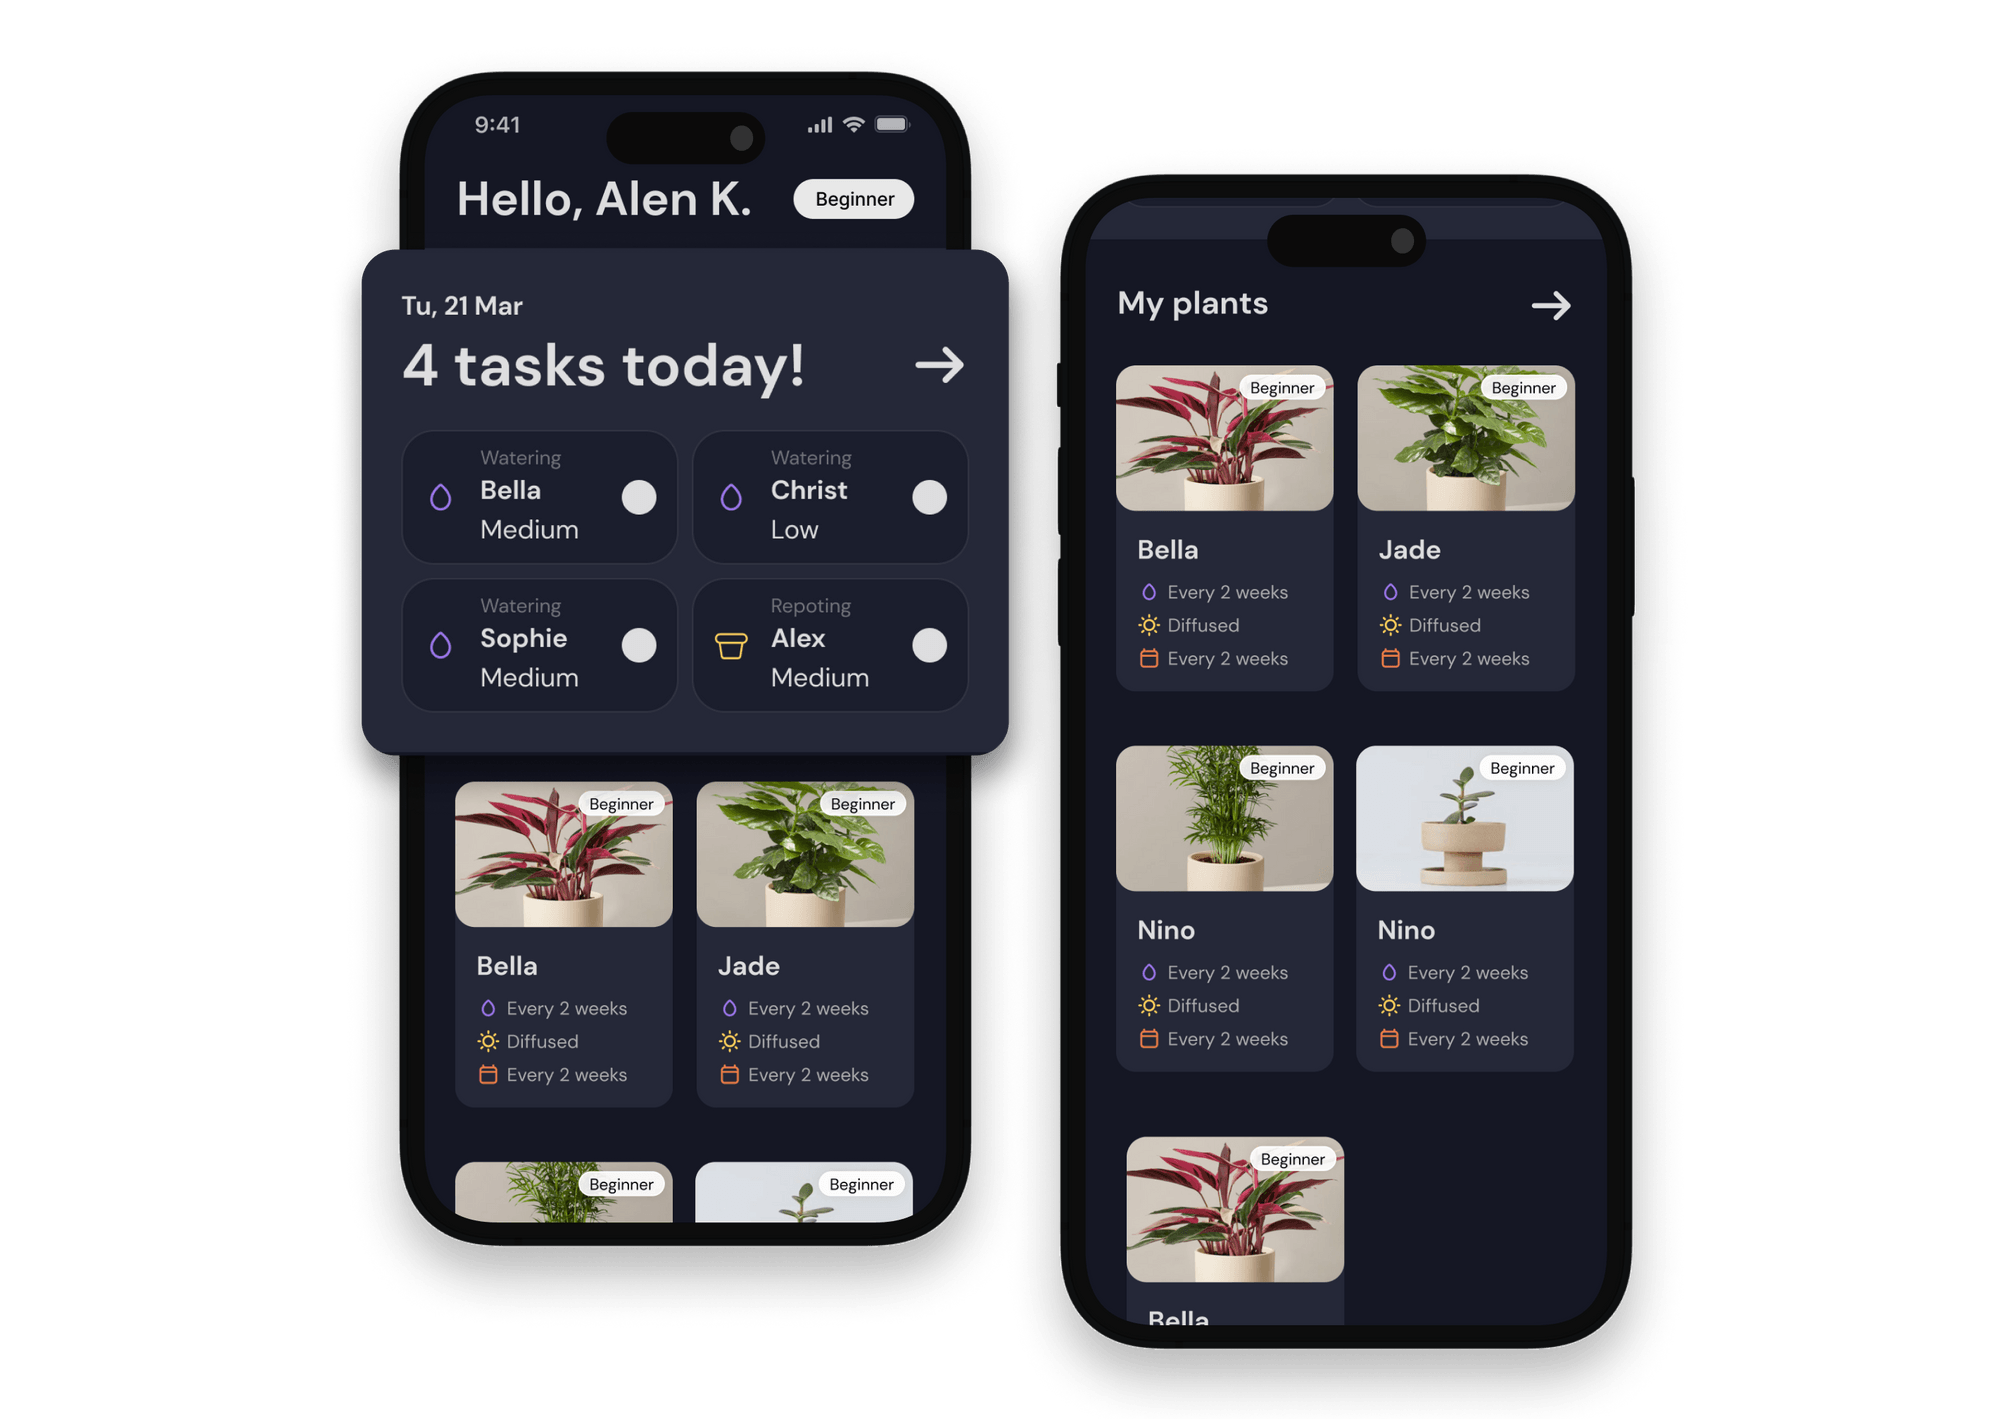 9:41
Hello, Alen K.
Beginner
Tu, 21 Mar
4 tasks today!
Watering
Bella
Medium
Watering
Christ
Low
Watering
Sophie
Medium
Repoting
Alex
Medium
Beginner
Bella
Every 2 weeks
Diffused
Every 2 weeks
Beginner
Jade
Every 2 weeks
Diffused
Every 2 weeks
Beginner
Beginner
My plants
Beginner
Bella
Every 2 weeks
Diffused
Every 2 weeks
Beginner
Jade
Every 2 weeks
Diffused
Every 2 weeks
Beginner
Nino
Every 2 weeks
Diffused
Every 2 weeks
Beginner
Nino
Every 2 weeks
Diffused
Every 2 weeks
Beginner
Bella